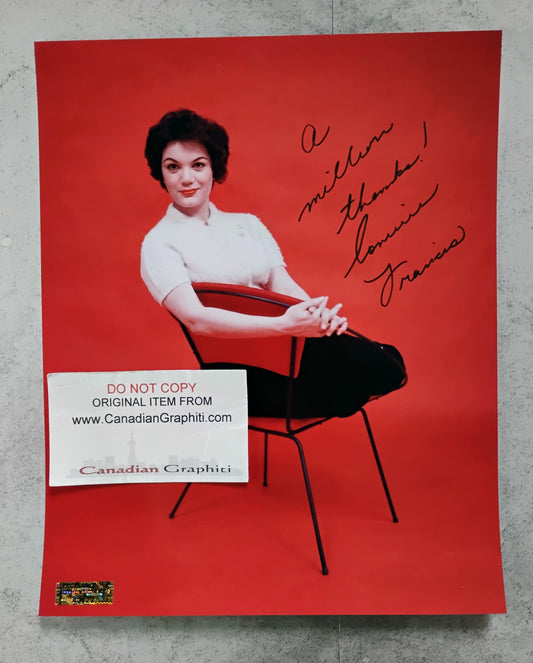 A
million
thanks!
Connie
Francis
DO NOT COPY
ORIGINAL ITEM FROM
www.CanadianGraphiti.com
Canadian Graphiti